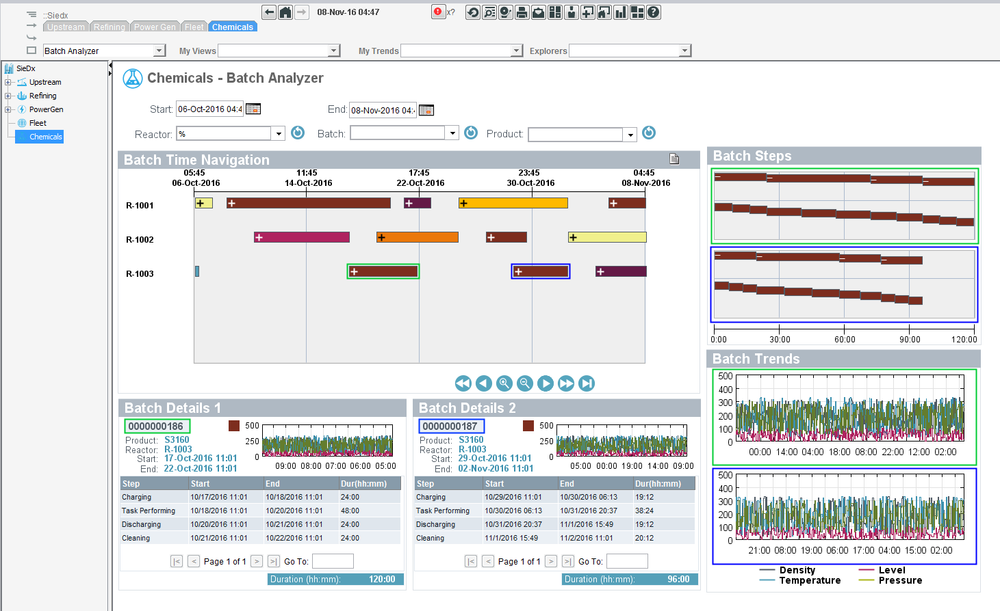 ::Siedx
08-Nov-16 04:47
x?
Upstream Refining Power Gen Fleet Chemicals
Batch Analyzer My Views My Trends Explorers
SieDx
Upstream
Refining
PowerGen
Fleet
Chemicals
Chemicals - Batch Analyzer
Start: 06-Oct-2016 04:4 End: 08-Nov-2016 04:
Reactor: % Batch: Product:
Batch Time Navigation
05:45 11:45 17:45 23:45 04:45
06-Oct-2016 14-Oct-2016 22-Oct-2016 30-Oct-2016 08-Nov-2016
R-1001
R-1002
R-1003
Batch Steps
0:00 30:00 60:00 90:00 120:00
Batch Details 1
0000000186
Product: S3160
Reactor: R-1003
Start: 17-Oct-2016 11:01
End: 22-Oct-2016 11:01
500
250
0
09:00 08:00 07:00 06:00 05:00
Step Start End Dur(hh:mm)
Charging 10/17/2016 11:01 10/18/2016 11:01 24:00
Task Performing 10/18/2016 11:01 10/20/2016 11:01 48:00
Discharging 10/20/2016 11:01 10/21/2016 11:01 24:00
Cleaning 10/21/2016 11:01 10/22/2016 11:01 24:00
|< < Page 1 of 1 > >| Go To:
Duration (hh:mm): 120:00
Batch Details 2
0000000187
Product: S3160
Reactor: R-1003
Start: 29-Oct-2016 11:01
End: 02-Nov-2016 11:01
500
250
0
05:00 00:00 19:00 14:00 09:00
Step Start End Dur(hh:mm)
Charging 10/29/2016 11:01 10/30/2016 06:13 19:12
Task Performing 10/30/2016 06:13 10/31/2016 20:37 38:24
Discharging 10/31/2016 20:37 11/1/2016 15:49 19:12
Cleaning 11/1/2016 15:49 11/2/2016 11:01 20:12
|< < Page 1 of 1 > >| Go To:
Duration (hh:mm): 96:00
Batch Trends
500
400
300
200
100
0
00:00 14:00 04:00 18:00 08:00 22:00 12:00 02:00
500
400
300
200
100
0
21:00 08:00 19:00 06:00 17:00 04:00 15:00 02:00
Density Level
Temperature Pressure